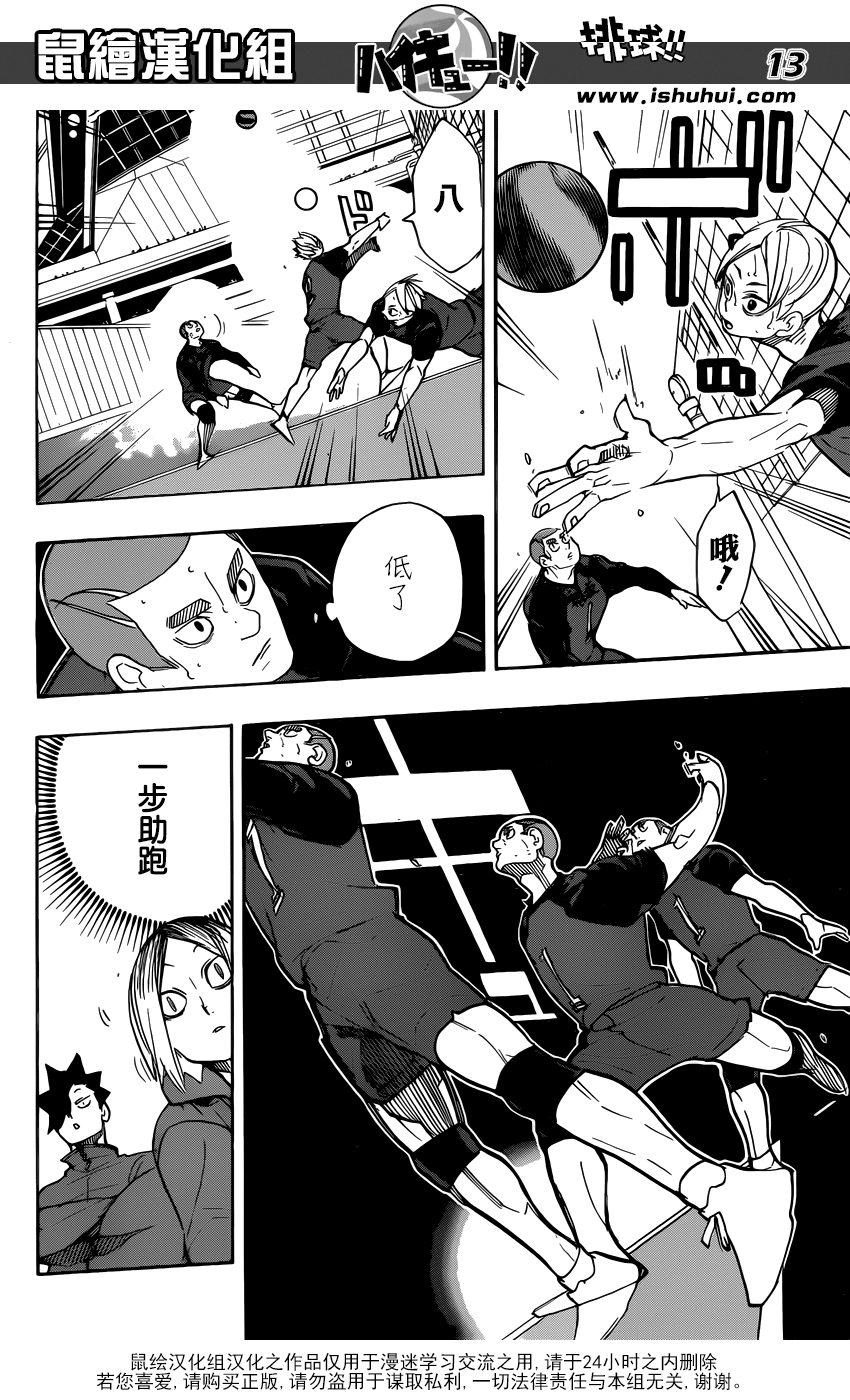 鼠繪漢化組
ハイキュー!!
排球!!
13
www.ishuhui.com
哦!
八
ド
低
了
一步助跑
鼠绘汉化组汉化之作品仅用于漫迷学习交流之用,请于24小时之内删除
若您喜爱,请购买正版,请勿盗用于谋取私利,一切法律责任与本组无关,谢谢。